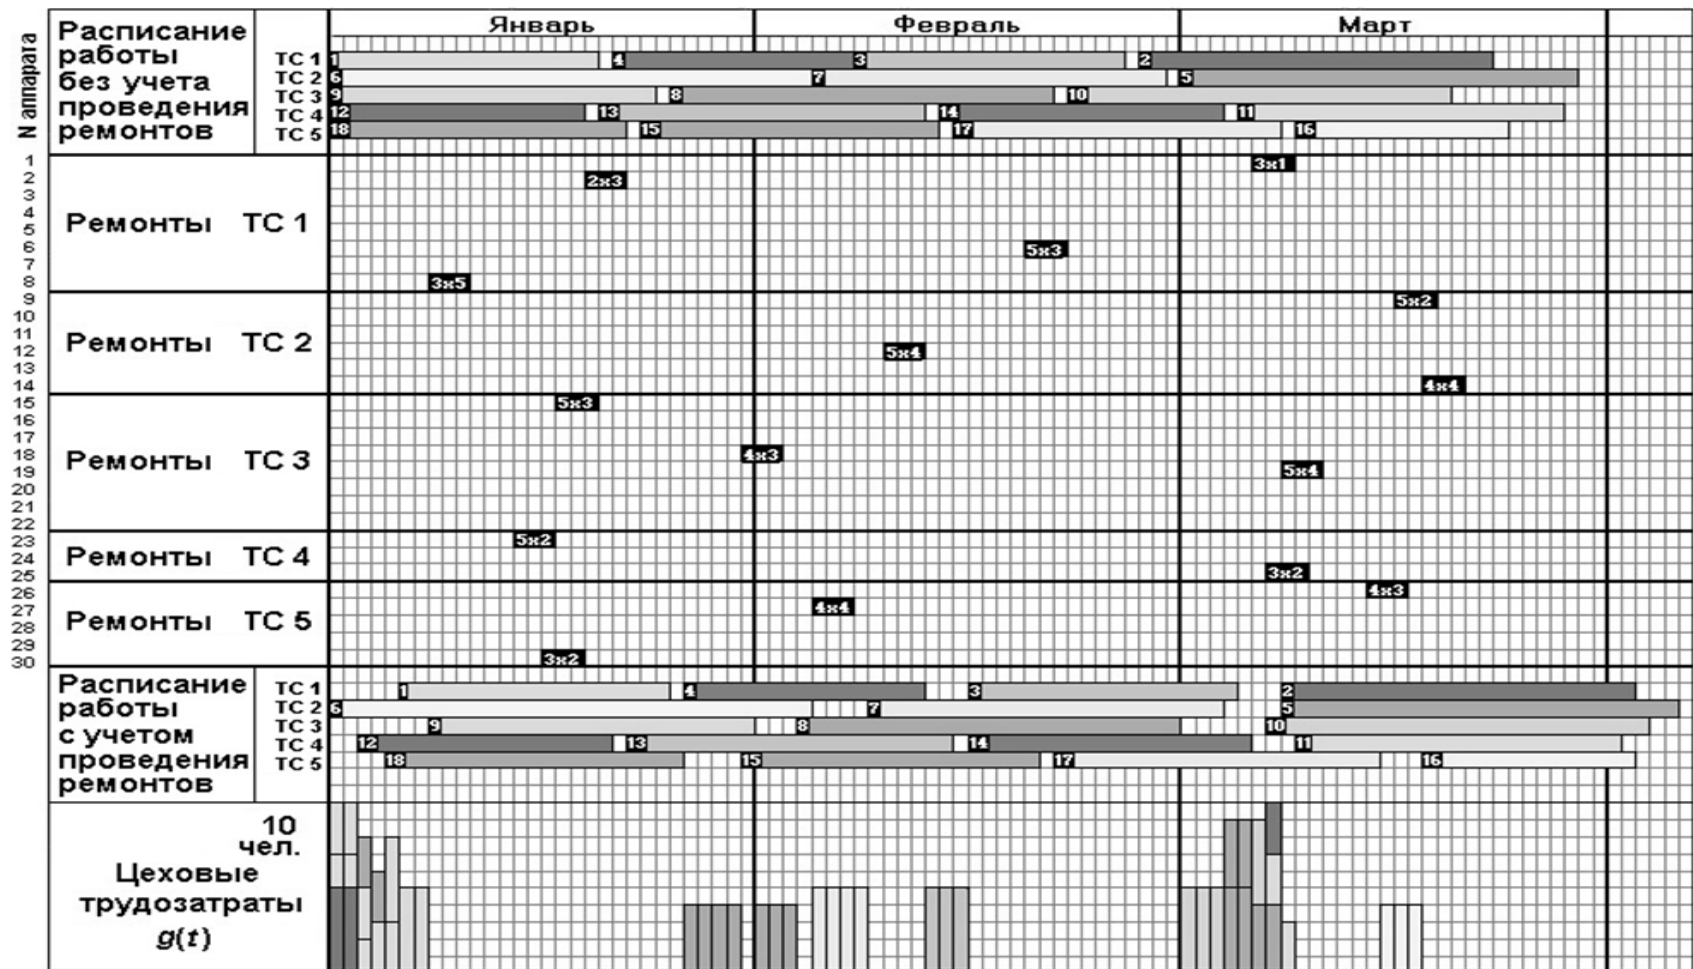 Январь Февраль Март
N аппарата
Расписание
работы
без учета
проведения
ремонтов
ТС 1 1 4 3 2
ТС 2 6 7 5
ТС 3 9 8 10
ТС 4 12 13 14 11
ТС 5 18 15 17 16
1 3x1
2 2x3
3
4
Ремонты ТС 1
5
6 5x3
7
8 3x5
9 5x2
10
11
Ремонты ТС 2
12 5x4
13
14 4x4
15 5x3
16
17
18 4x3
Ремонты ТС 3
19 5x4
20
21
22
23 5x2
24
Ремонты ТС 4
25 3x2
26 4x3
27 4x4
Ремонты ТС 5
28
29
30 3x2
Расписание
работы
с учетом
проведения
ремонтов
ТС 1 1 4 3 2
ТС 2 6 7 5
ТС 3 9 8 10
ТС 4 12 13 14 11
ТС 5 18 15 17 16
10
чел.
Цеховые
трудозатраты
g(t)